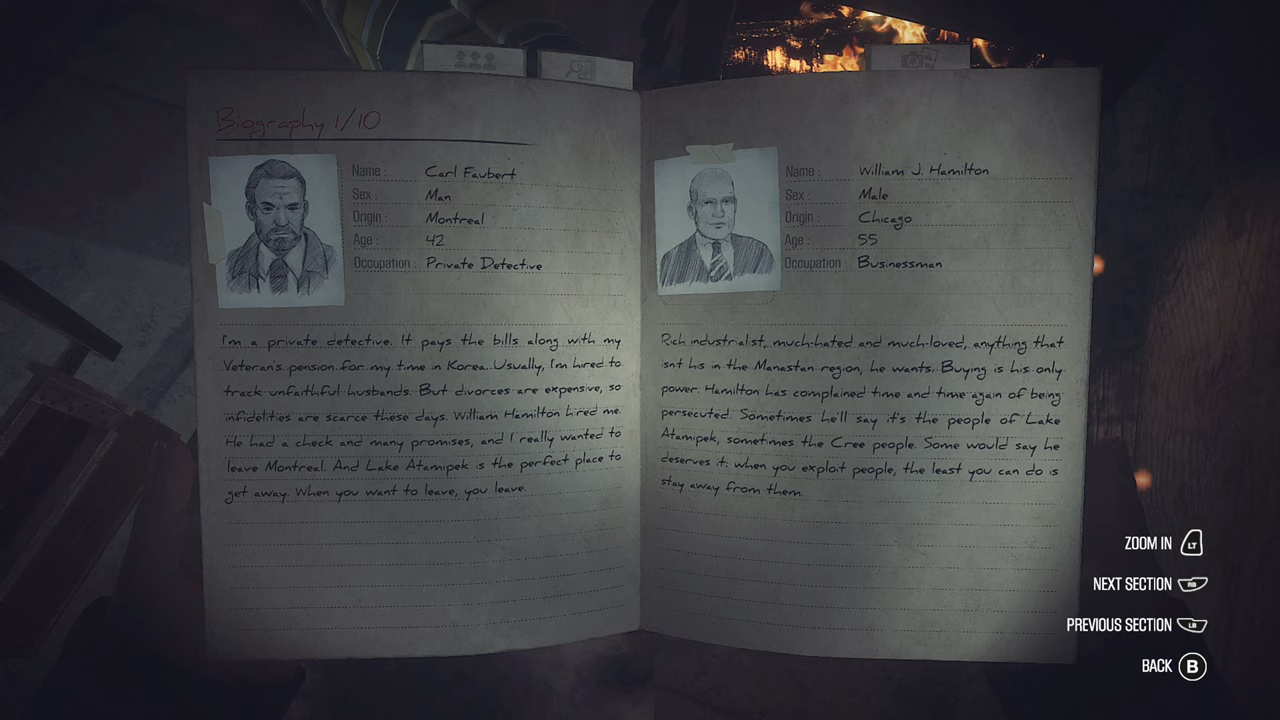 Biography 1/10
Name : Carl Faubert
Sex : Man
Origin : Montreal
Age : 42
Occupation : Private Detective
I'm a private detective. It pays the bills along with my
Veteran's pension for my time in Korea. Usually, I'm hired to
track unfaithful husbands. But divorces are expensive, so
infidelities are scarce these days. William Hamilton hired me.
He had a check and many promises, and I really wanted to
leave Montreal. And Lake Atamipek is the perfect place to
get away. When you want to leave, you leave.
Name : William J. Hamilton
Sex : Male
Origin : Chicago
Age : 55
Occupation : Businessman
Rich industrialist, much-hated and much-loved, anything that
isnt his in the Manastan region, he wants. Buying is his only
power. Hamilton has complained time and time again of being
persecuted. Sometimes he'll say it's the people of Lake
Atamipek, sometimes the Cree people. Some would say he
deserves it: when you exploit people, the least you can do is
stay away from them.
ZOOM IN LT
NEXT SECTION RB
PREVIOUS SECTION LB
BACK B